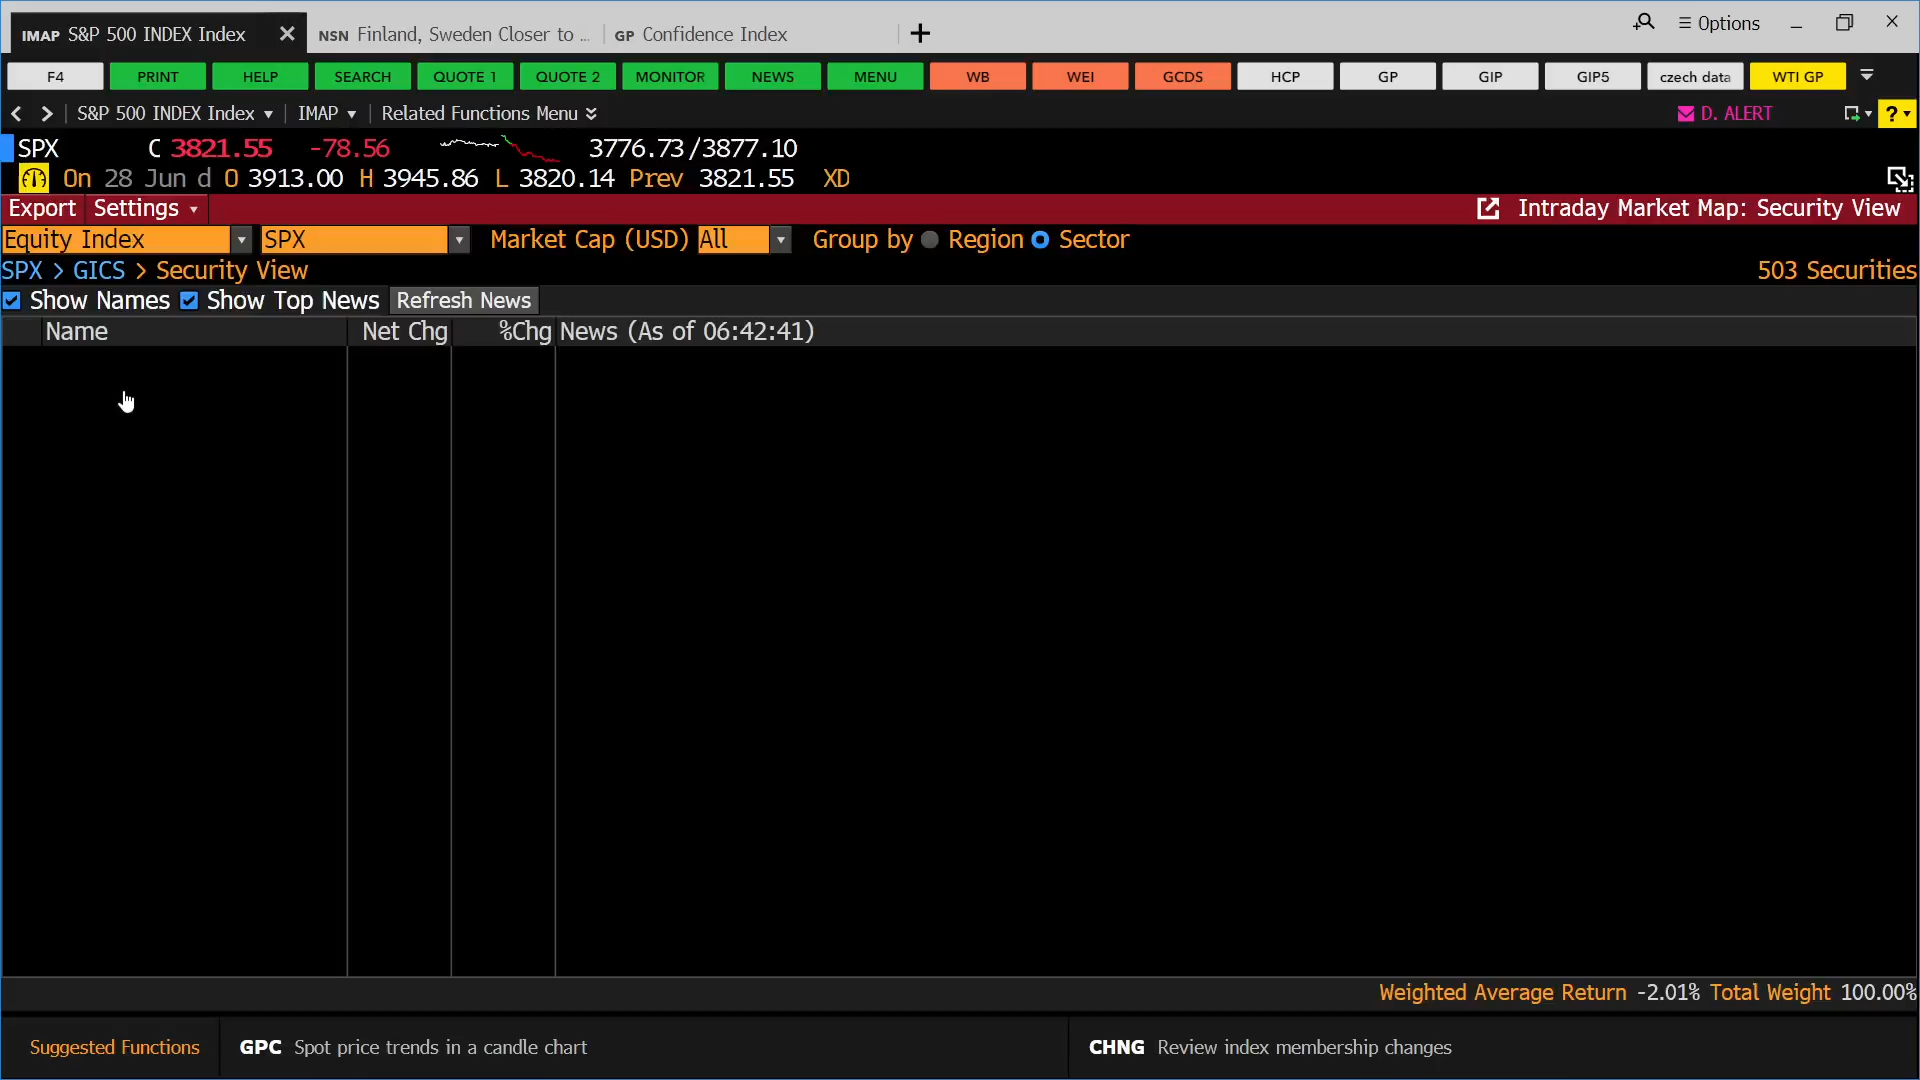 IMAP S&P 500 INDEX Index × NSN Finland, Sweden Closer to ... GP Confidence Index + Options
F4 PRINT HELP SEARCH QUOTE 1 QUOTE 2 MONITOR NEWS MENU WB WEI GCDS HCP GP GIP GIP5 czech data WTI GP
< > S&P 500 INDEX Index IMAP Related Functions Menu D. ALERT ?
SPX C 3821.55 -78.56 3776.73/3877.10
On 28 Jun d O 3913.00 H 3945.86 L 3820.14 Prev 3821.55 XD
Export Settings Intraday Market Map: Security View
Equity Index SPX Market Cap (USD) All Group by Region Sector
SPX > GICS > Security View 503 Securities
Show Names Show Top News Refresh News
Name Net Chg %Chg News (As of 06:42:41)
Weighted Average Return -2.01% Total Weight 100.00%
Suggested Functions GPC Spot price trends in a candle chart CHNG Review index membership changes